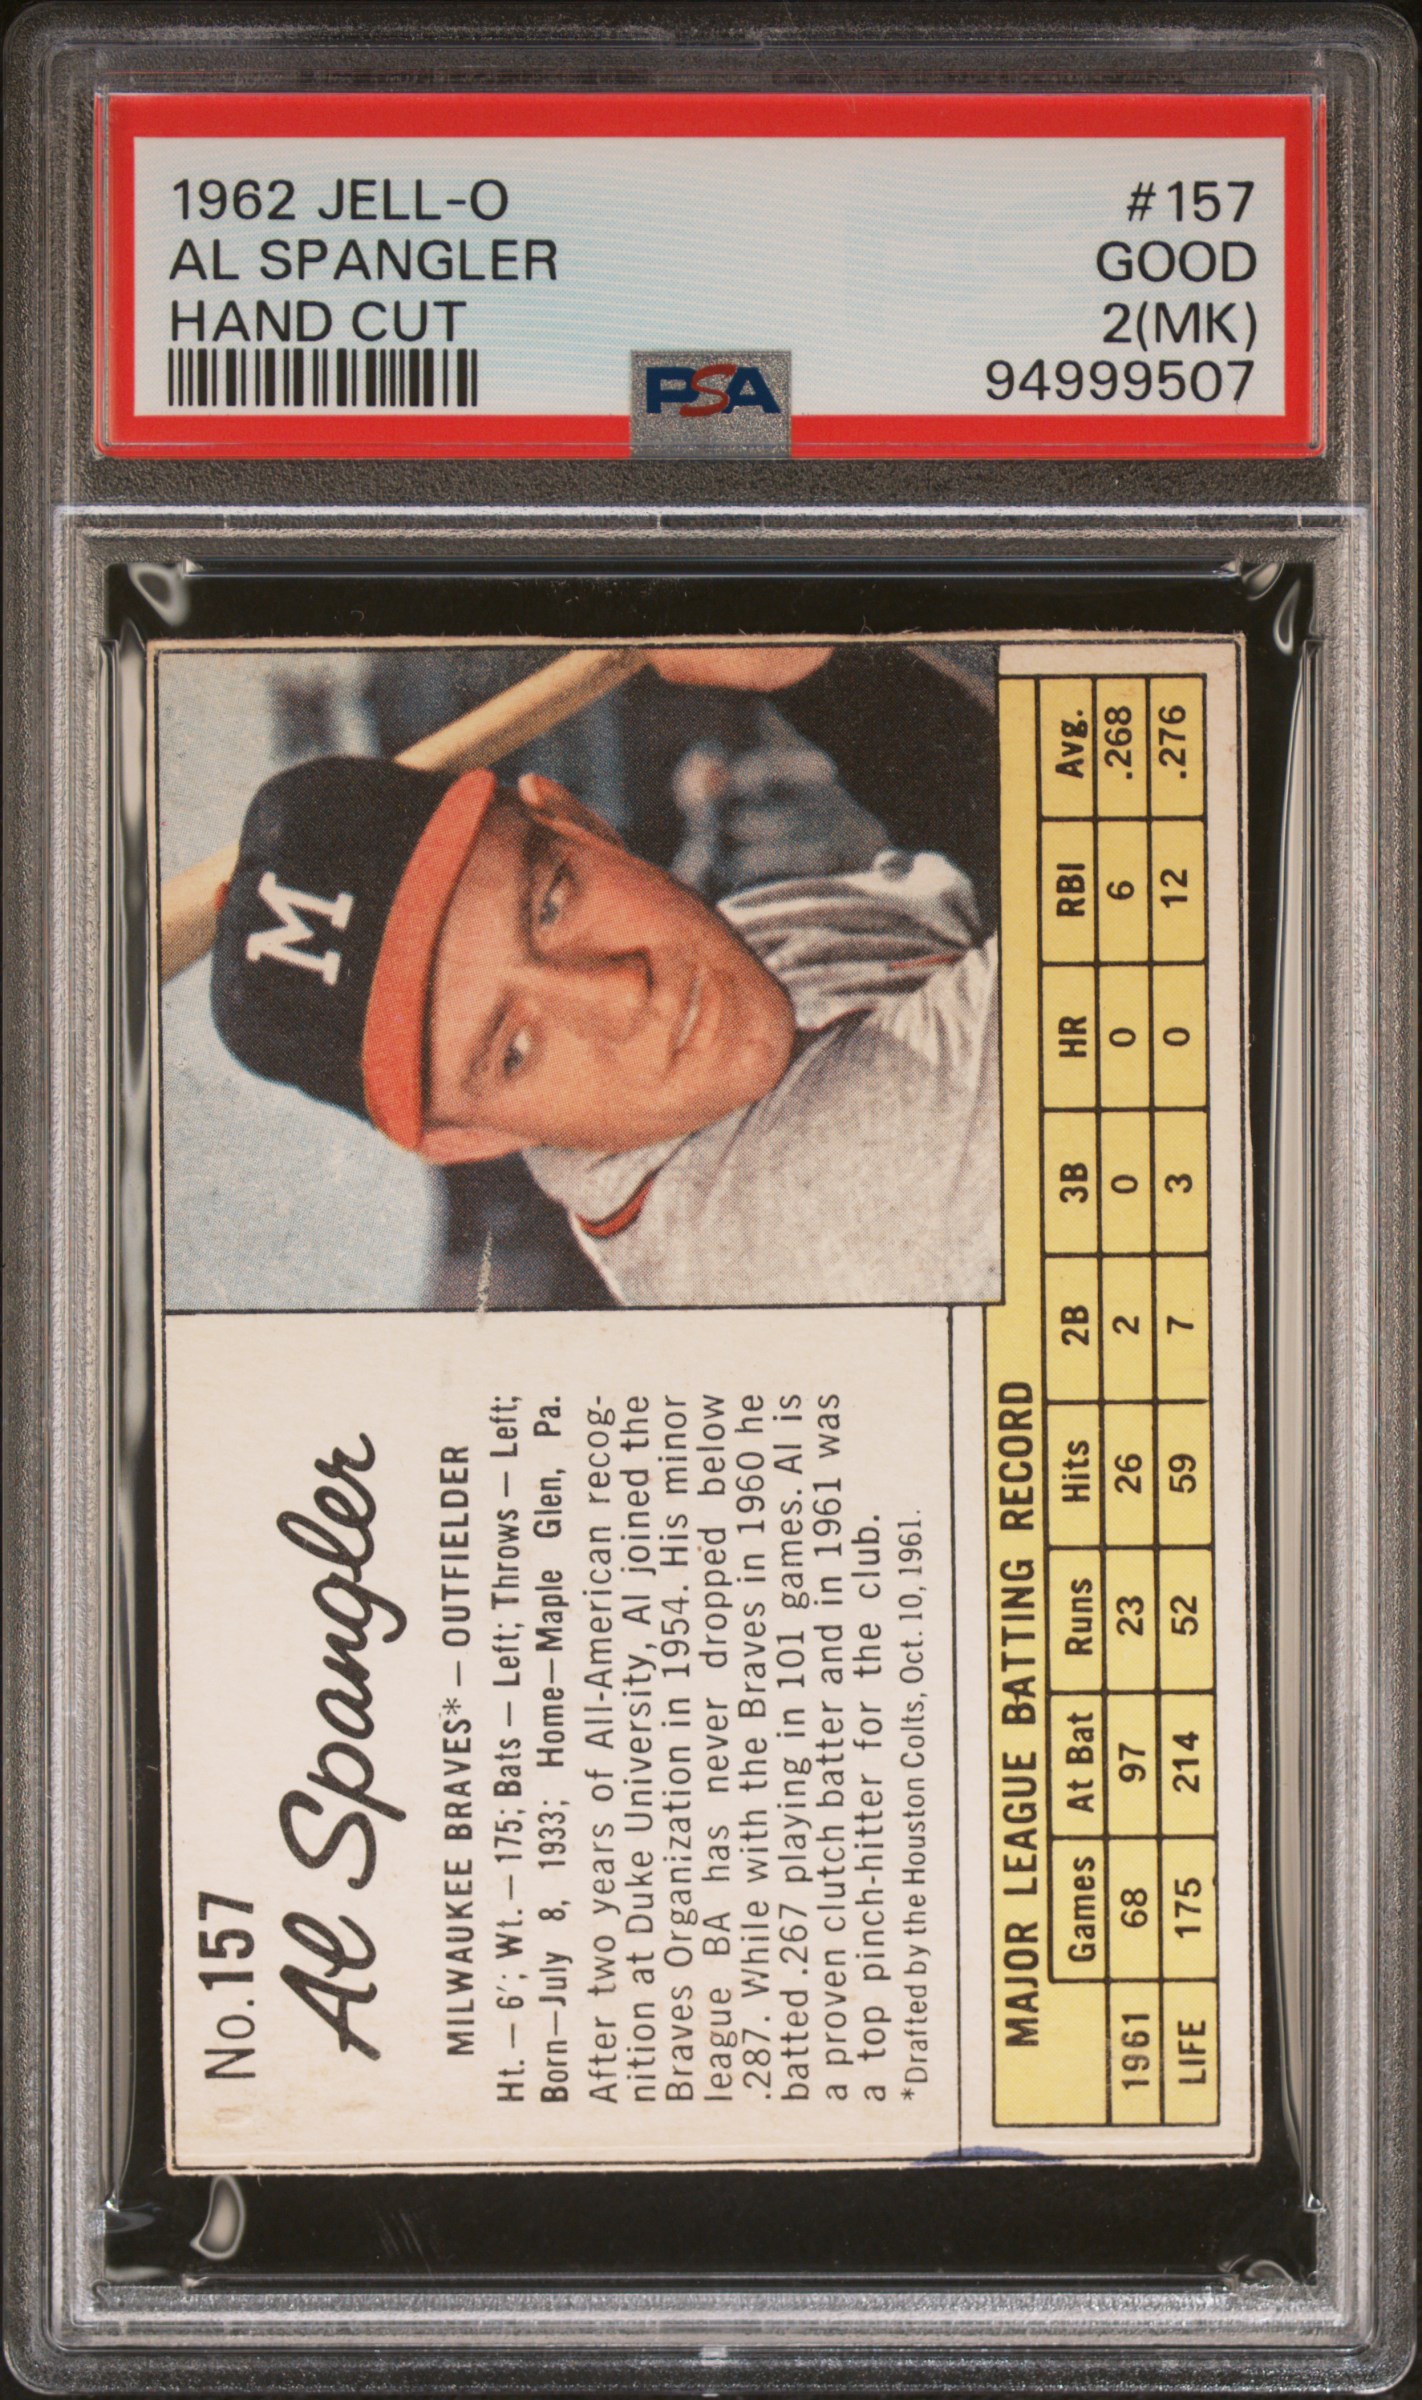 1962 JELL-O
AL SPANGLER
HAND CUT
#157
GOOD
2(MK)
94999507
PSA
No.157
Al Spangler
MILWAUKEE BRAVES* — OUTFIELDER
Ht. — 6'; Wt. — 175; Bats — Left; Throws — Left;
Born—July 8, 1933; Home—Maple Glen, Pa.
After two years of All-American recog-
nition at Duke University, Al joined the
Braves Organization in 1954. His minor
league BA has never dropped below
.287. While with the Braves in 1960 he
batted .267 playing in 101 games. Al is
a proven clutch batter and in 1961 was
a top pinch-hitter for the club.
*Drafted by the Houston Colts, Oct. 10, 1961.
MAJOR LEAGUE BATTING RECORD
Games At Bat Runs Hits 2B 3B HR RBI Avg.
1961 68 97 23 26 2 0 0 6 .268
LIFE 175 214 52 59 7 3 0 12 .276
M